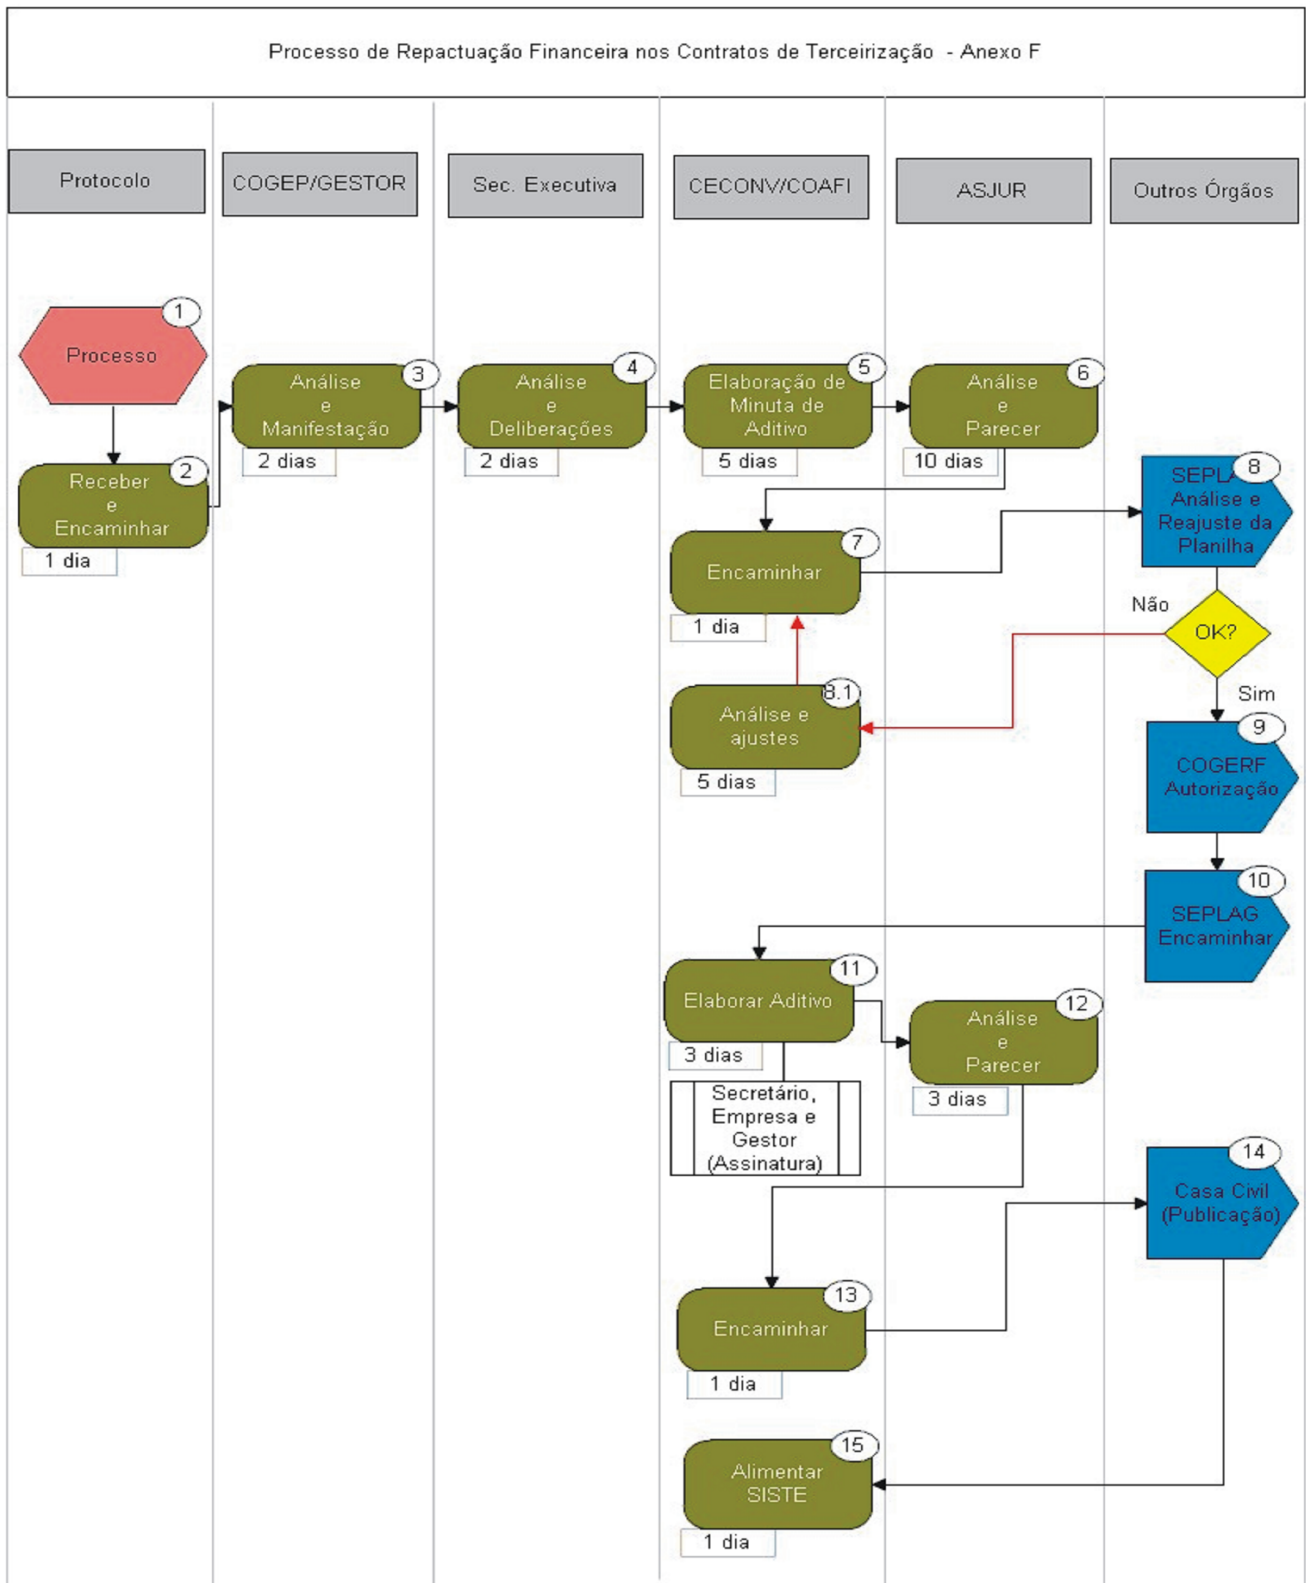 Processo de Repactuação Financeira nos Contratos de Terceirização - Anexo F
Protocolo
COGEP/GESTOR
Sec. Executiva
CECONV/COAFI
ASJUR
Outros Órgãos
1
Processo
2
Receber
e
Encaminhar
1 dia
3
Análise
e
Manifestação
2 dias
4
Análise
e
Deliberações
2 dias
5
Elaboração de
Minuta de
Aditivo
5 dias
6
Análise
e
Parecer
10 dias
7
Encaminhar
1 dia
8
Análise e
Reajuste da
Planilha
Não
OK?
Sim
8.1
Análise e
ajustes
5 dias
9
COGERF
Autorização
10
SEPLAG
Encaminhar
11
Elaborar Aditivo
3 dias
Secretário,
Empresa e
Gestor
(Assinatura)
12
Análise
e
Parecer
3 dias
13
Encaminhar
1 dia
14
Casa Civil
(Publicação)
15
Alimentar
SISTE
1 dia